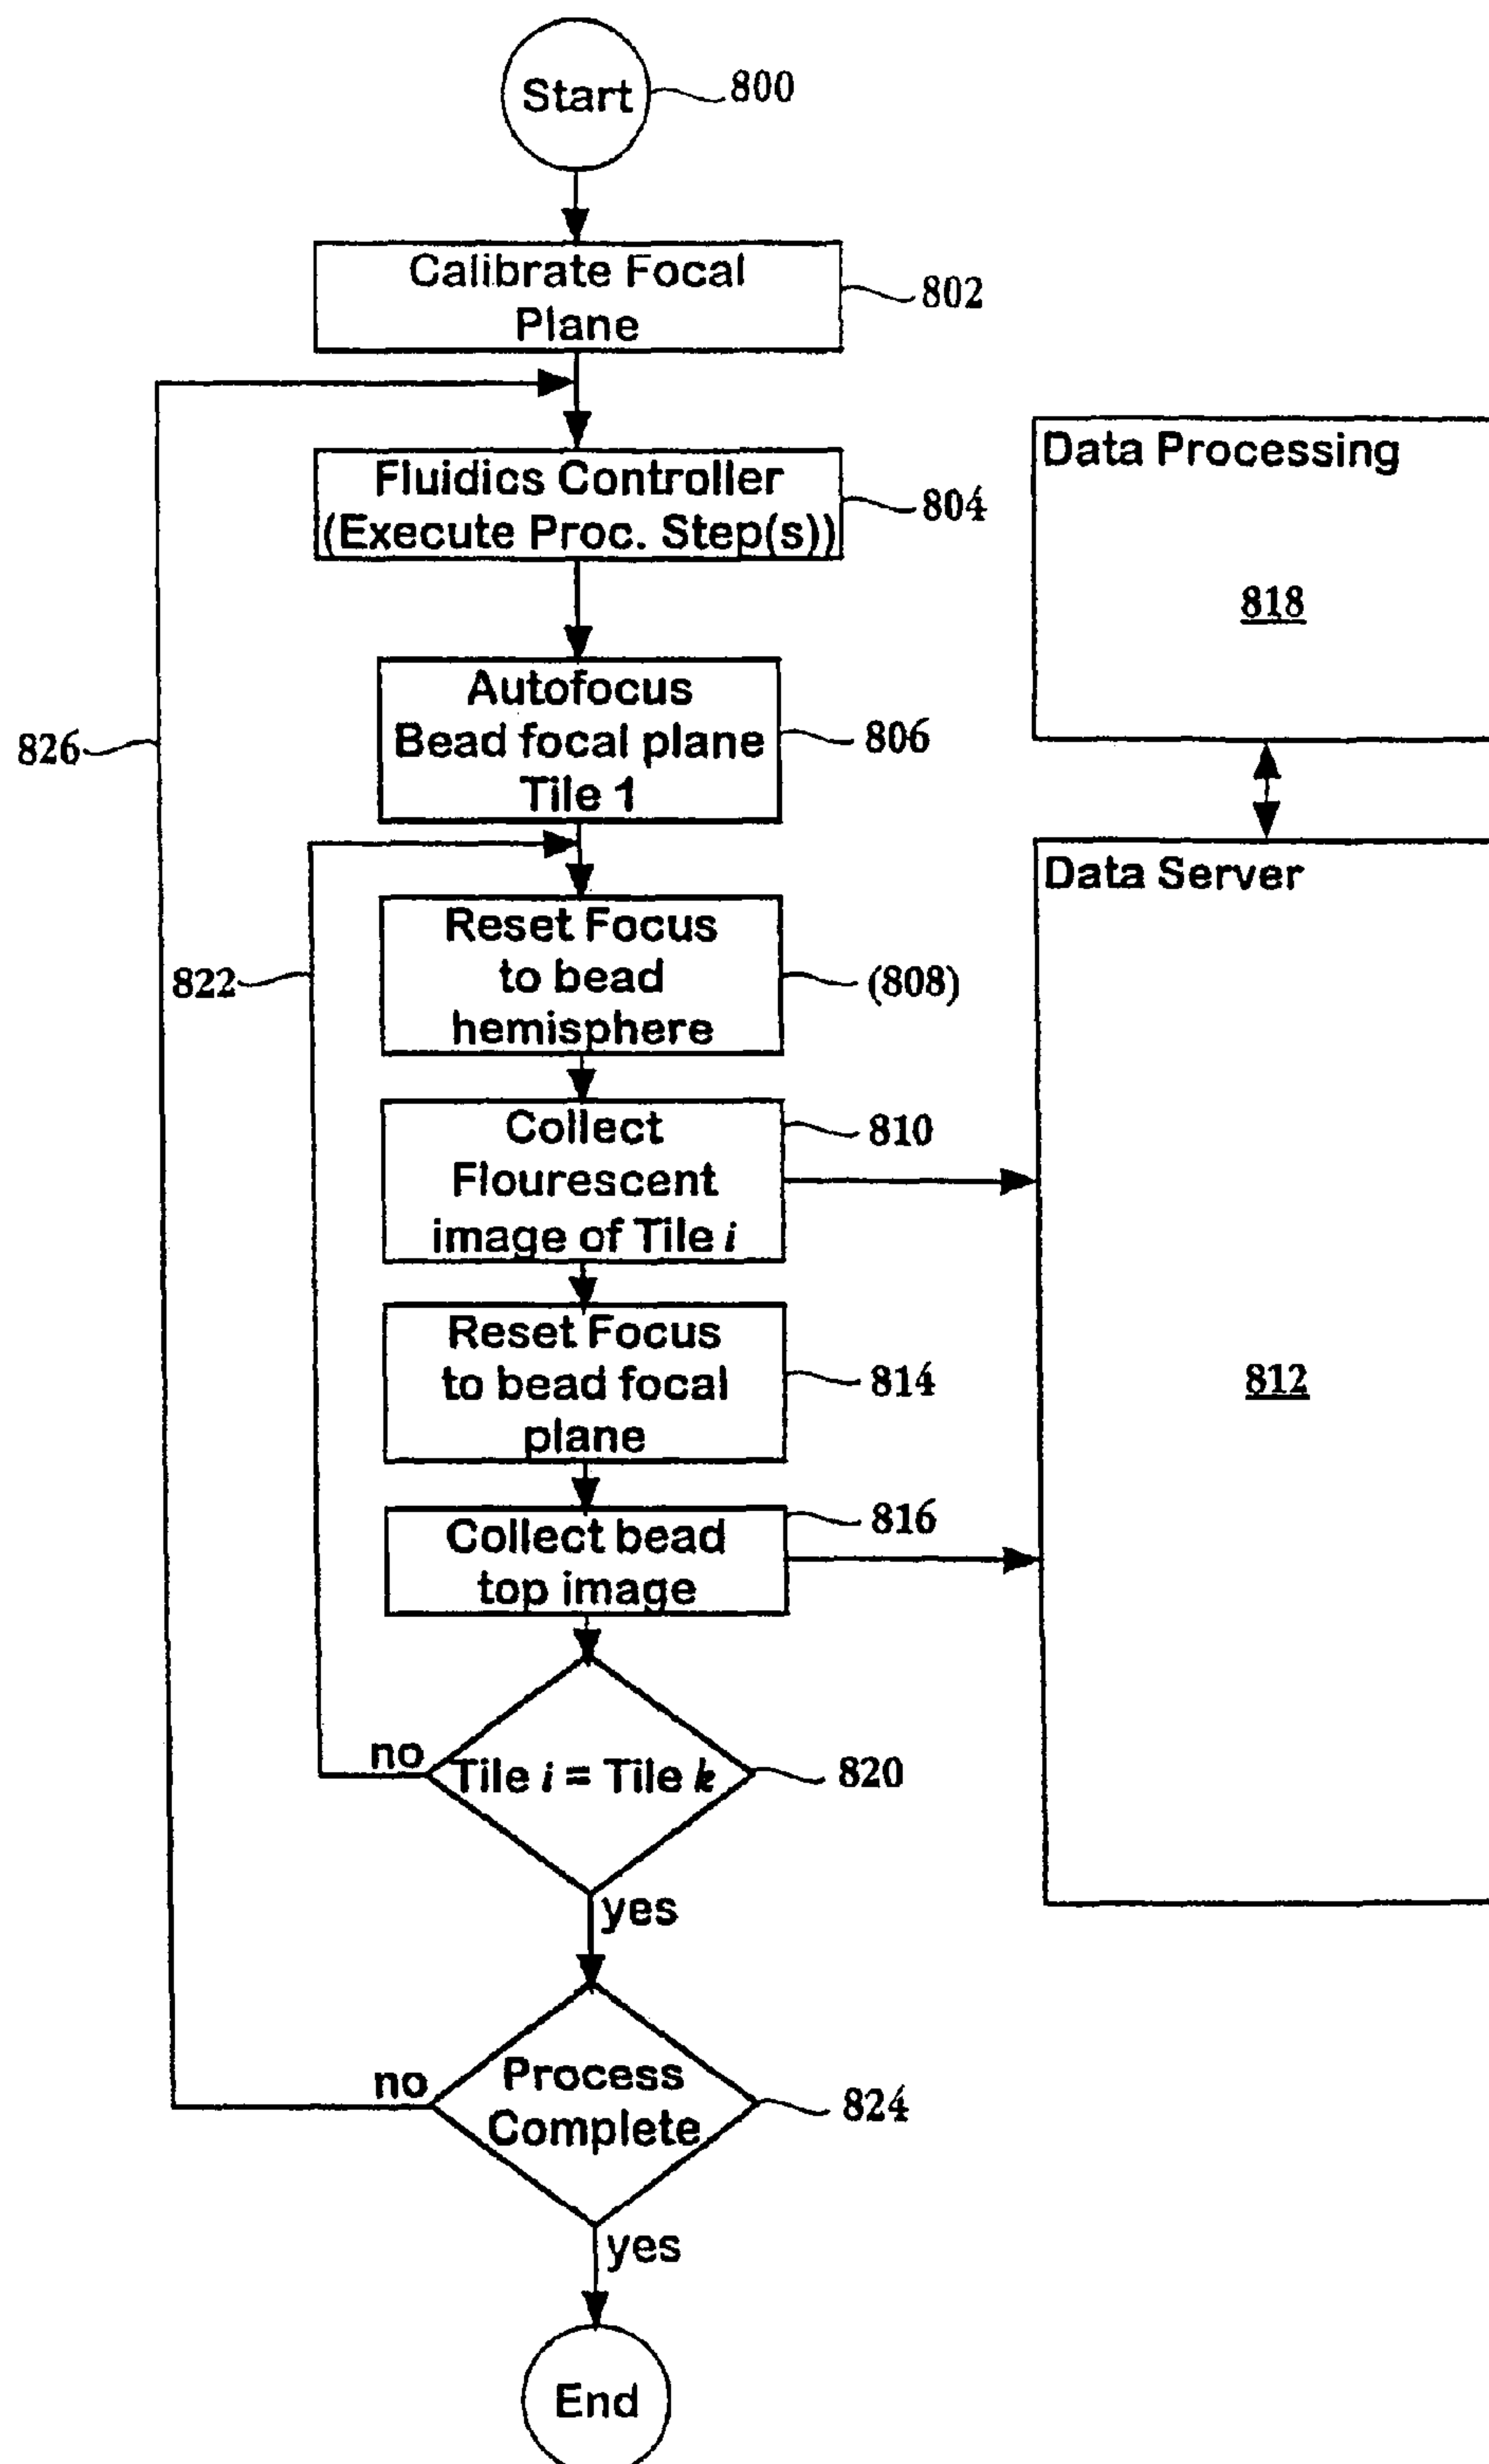 Start
800
Calibrate Focal
Plane
802
Fluidics Controller
(Execute Proc. Step(s))
804
Data Processing
818
Autofocus
Bead focal plane
Tile 1
806
826
Data Server
812
Reset Focus
to bead
hemisphere
(808)
822
Collect
Flourescent
image of Tile i
810
Reset Focus
to bead focal
plane
814
Collect bead
top image
816
no
Tile i = Tile k
820
yes
no
Process
Complete
824
yes
End